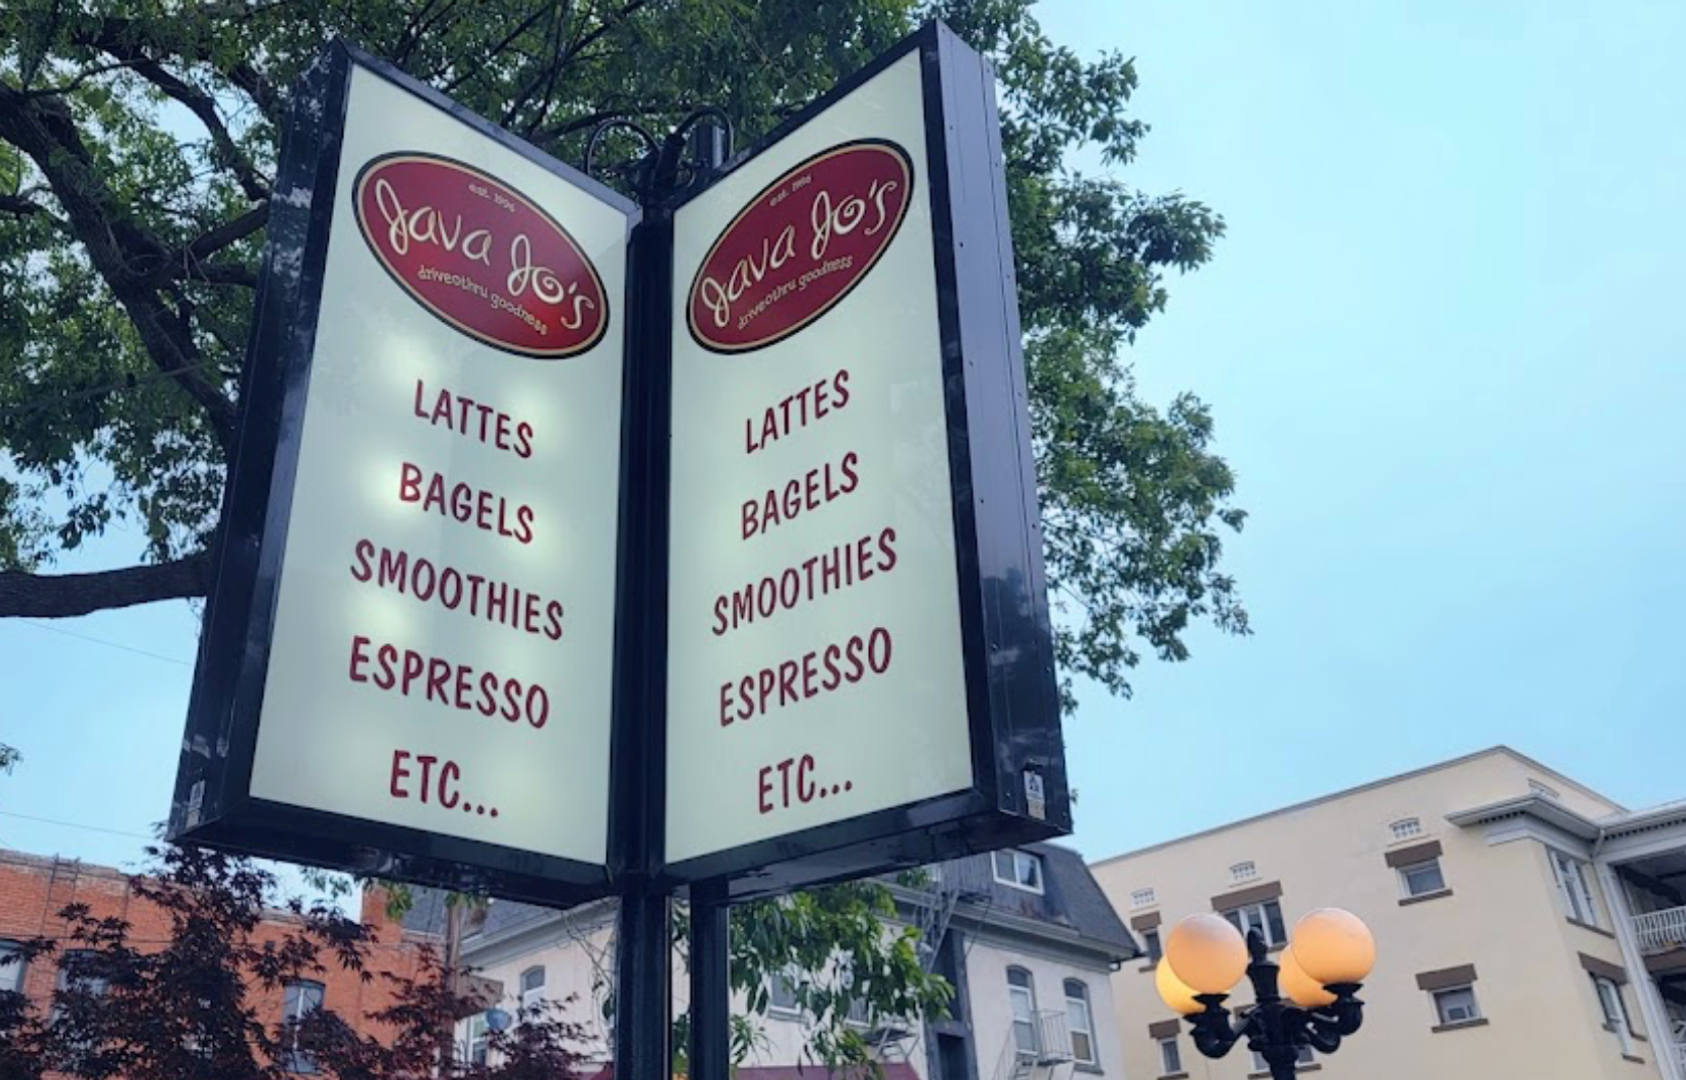 est. 1996
Java Jo's
drive-thru goodness
LATTES
BAGELS
SMOOTHIES
ESPRESSO
ETC...
est. 1996
Java Jo's
drive-thru goodness
LATTES
BAGELS
SMOOTHIES
ESPRESSO
ETC...